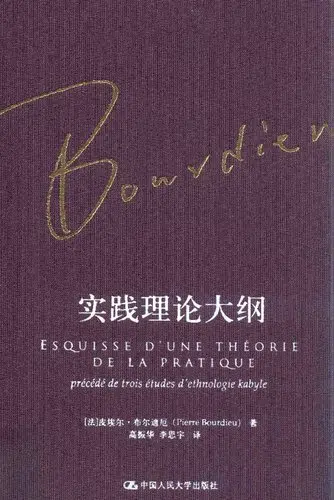 Bourdieu
实践理论大纲
ESQUISSE D'UNE THÉORIE
DE LA PRATIQUE
précédé de trois études d'ethnologie kabyle
[法]皮埃尔·布尔迪厄 (Pierre Bourdieu) 著
高振华 李思宇 译
中国人民大学出版社